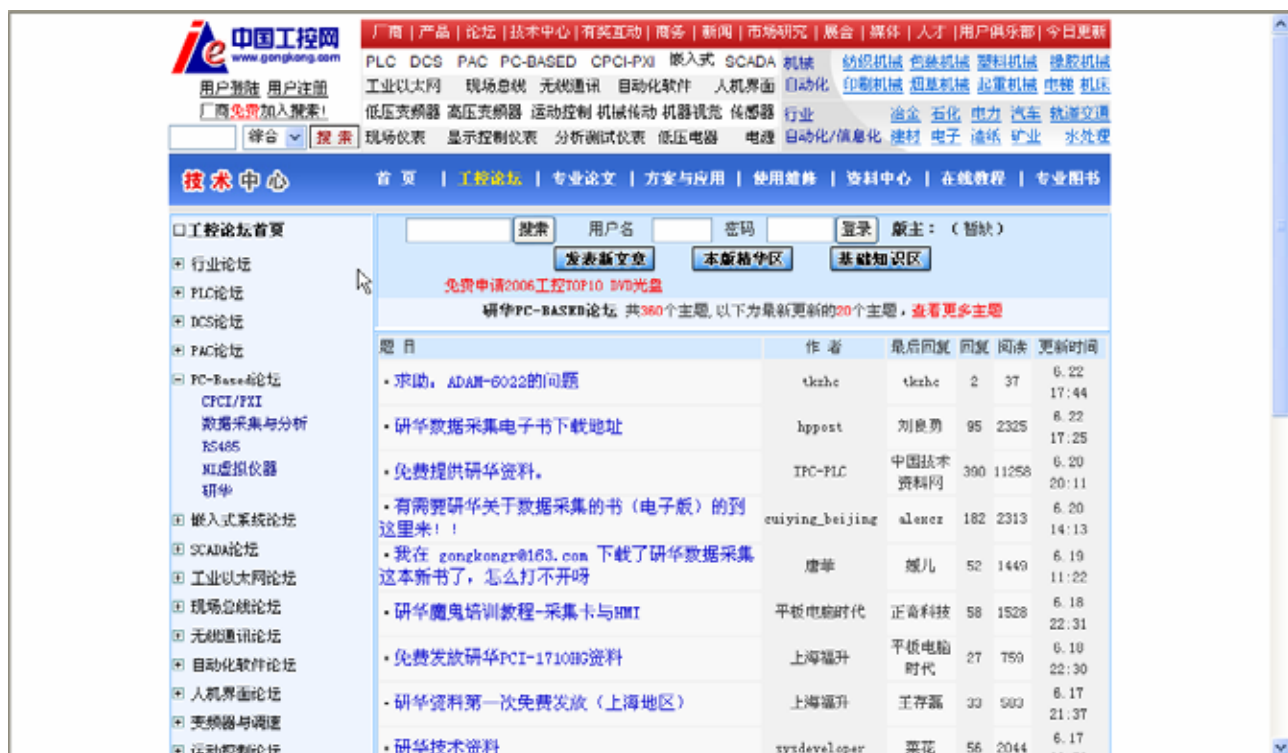 中国工控网
www.gongkong.com
用户登陆 用户注册
厂商免费加入搜索!
综合 搜索
厂商 | 产品 | 论坛 | 技术中心 | 有奖互动 | 商务 | 新闻 | 市场研究 | 展会 | 媒体 | 人才 | 用户俱乐部 | 今日更新
PLC DCS PAC PC-BASED CPCI-PXI 嵌入式 SCADA 机械 纺织机械 包装机械 塑料机械 橡胶机械
工业以太网 现场总线 无线通讯 自动化软件 人机界面 自动化 印刷机械 烟草机械 起重机械 电梯 机床
低压变频器 高压变频器 运动控制 机械传动 机器视觉 传感器 行业 冶金 石化 电力 汽车 轨道交通
现场仪表 显示控制仪表 分析测试仪表 低压电器 电源 自动化/信息化 建材 电子 造纸 矿业 水处理
技术中心
首 页 | 工控论坛 | 专业论文 | 方案与应用 | 使用维修 | 资料中心 | 在线教程 | 专业图书
工控论坛首页
行业论坛
PLC论坛
DCS论坛
PAC论坛
PC-Based论坛
CPCI/PXI
数据采集与分析
RS485
NI虚拟仪器
研华
嵌入式系统论坛
SCADA论坛
工业以太网论坛
现场总线论坛
无线通讯论坛
自动化软件论坛
人机界面论坛
变频器与调速
运动控制论坛
搜索 用户名 密码 登录 版主:(暂缺)
发表新文章 本版精华区 基础知识区
免费申请2006工控TOP10 DVD光盘
研华PC-BASED论坛 共360个主题,以下为最新更新的20个主题,查看更多主题
题 目 作 者 最后回复 回复 阅读 更新时间
·求助,ADAM-6022的问题 tkzhc tkzhc 2 37 6.22 17:44
·研华数据采集电子书下载地址 hppost 刘良勇 95 2325 6.22 17:25
·免费提供研华资料。 IPC-PLC 中国技术资料网 390 11258 6.20 20:11
·有需要研华关于数据采集的书(电子版)的到
这里来!! cuiying_beijing alexcz 182 2313 6.20 14:13
·我在 gongkongr@163.com 下载了研华数据采集
这本新书了,怎么打不开呀 唐华 媛儿 52 1449 6.19 11:22
·研华魔鬼培训教程-采集卡与HMI 平板电脑时代 正奇科技 58 1528 6.18 22:31
·免费发放研华PCI-1710HG资料 上海福升 平板电脑时代 27 759 6.18 22:30
·研华资料第一次免费发放(上海地区) 上海福升 王存磊 33 583 6.17 21:37
·研华技术资料 sysdeveloper 菜花 56 2044 6.17